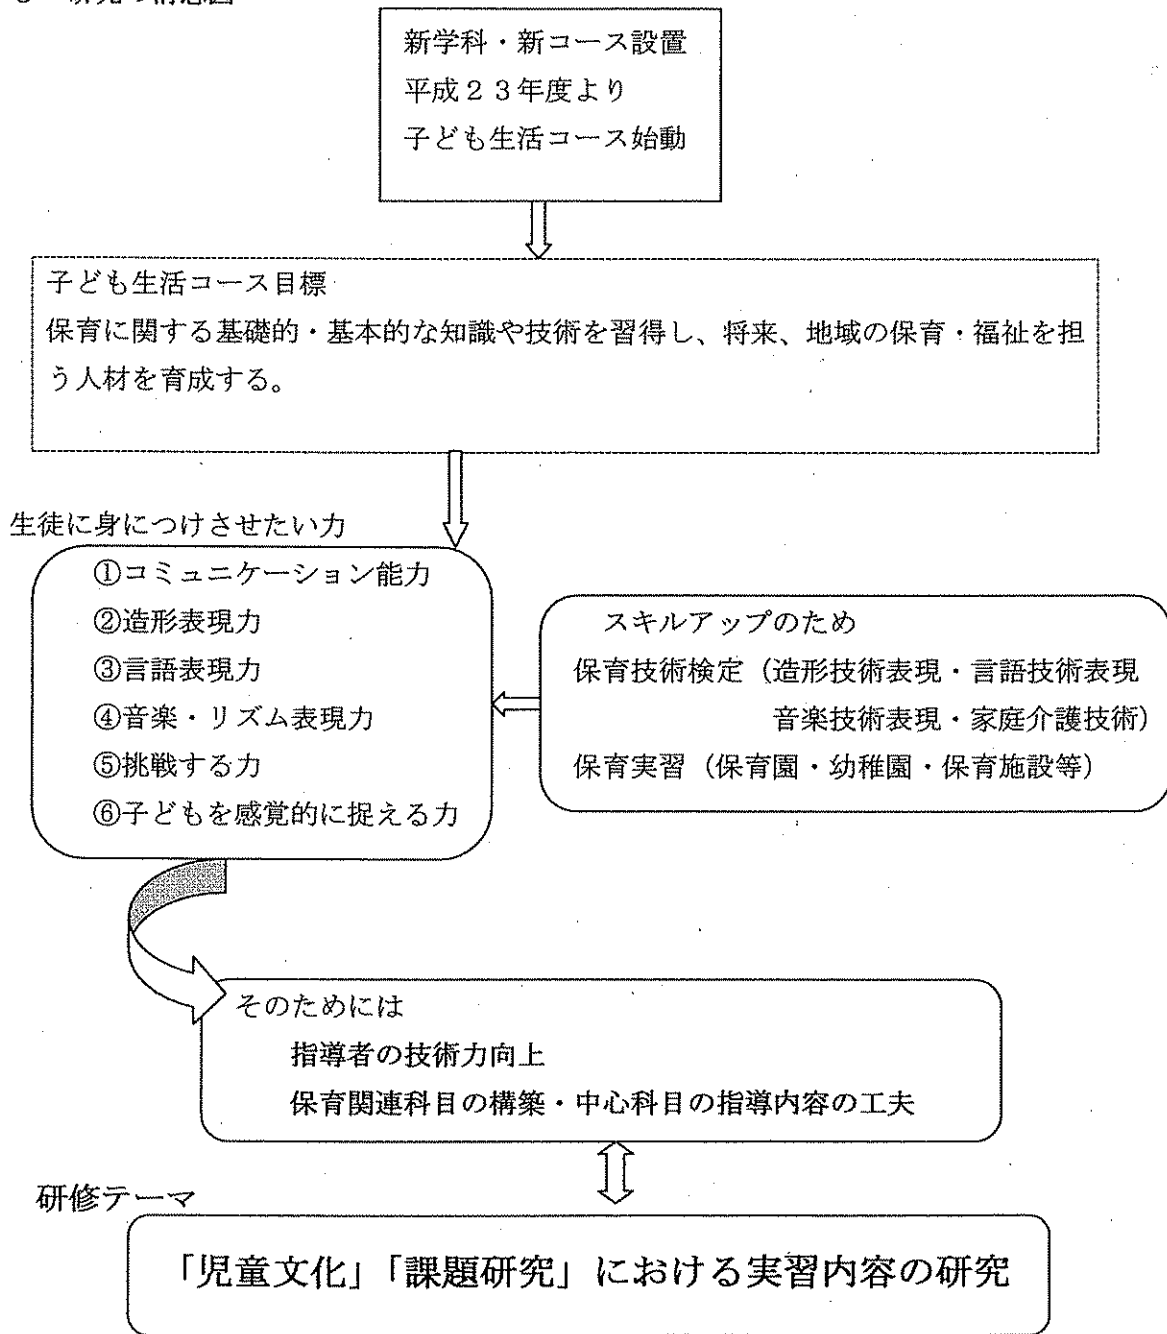 新学科・新コース設置
平成２３年度より
子ども生活コース始動
子ども生活コース目標
保育に関する基礎的・基本的な知識や技術を習得し、将来、地域の保育・福祉を担
う人材を育成する。
生徒に身につけさせたい力
①コミュニケーション能力
②造形表現力
③言語表現力
④音楽・リズム表現力
⑤挑戦する力
⑥子どもを感覚的に捉える力
スキルアップのため
保育技術検定（造形技術表現・言語技術表現
音楽技術表現・家庭介護技術）
保育実習（保育園・幼稚園・保育施設等）
そのためには
指導者の技術力向上
保育関連科目の構築・中心科目の指導内容の工夫
研修テーマ
「児童文化」「課題研究」における実習内容の研究